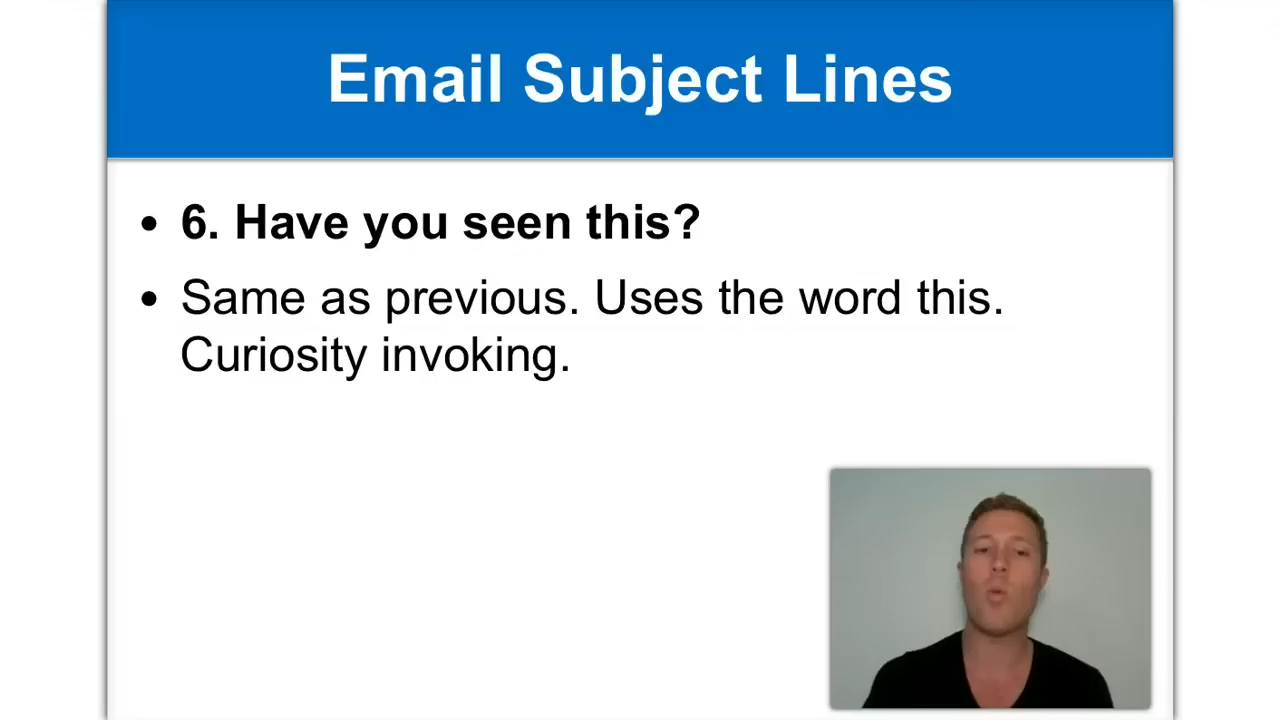 Email Subject Lines
• 6. Have you seen this?
• Same as previous. Uses the word this.
Curiosity invoking.